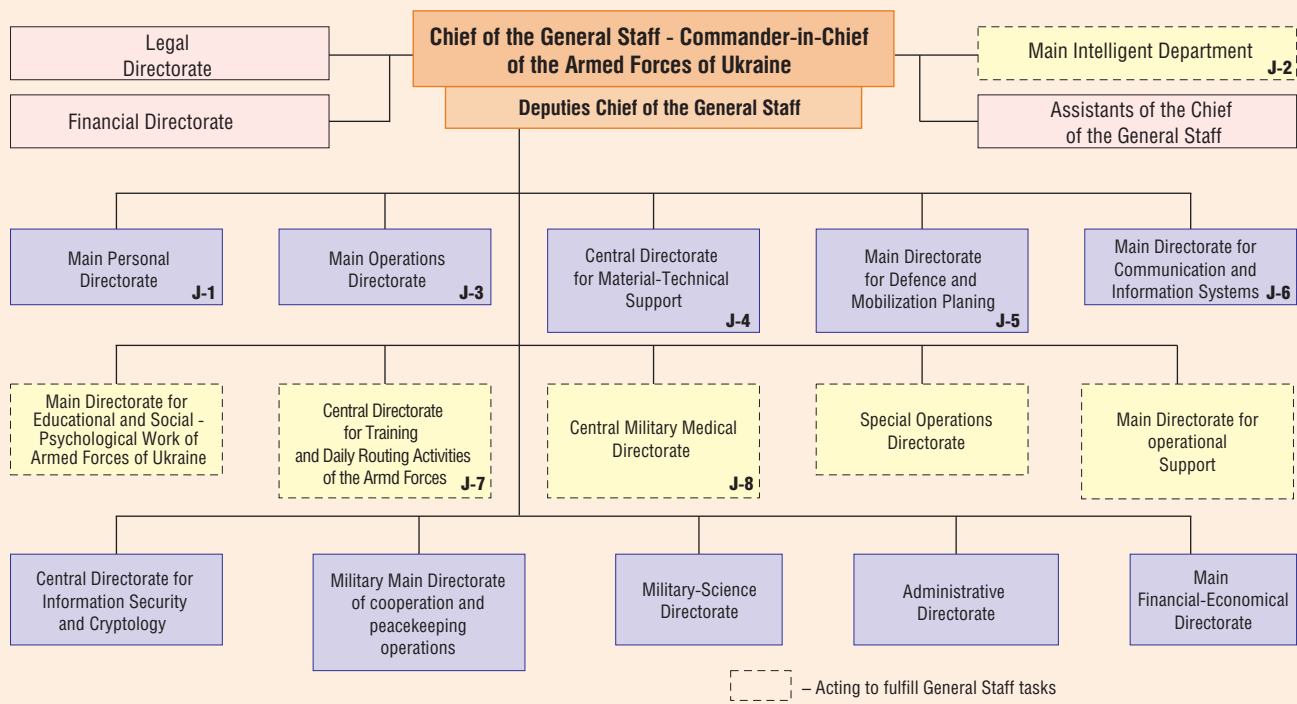 Legal
Directorate
Financial Directorate
Chief of the General Staff - Commander-in-Chief
of the Armed Forces of Ukraine
Deputies Chief of the General Staff
Main Intelligent Department
J-2
Assistants of the Chief
of the General Staff
Main Personal
Directorate
J-1
Main Operations
Directorate
J-3
Central Directorate
for Material-Technical
Support
J-4
Main Directorate
for Defence and
Mobilization Planing
J-5
Main Directorate for
Communication and
Information Systems
J-6
Main Directorate for
Educational and Social -
Psychological Work of
Armed Forces of Ukraine
Central Directorate
for Training
and Daily Routing Activities
of the Armd Forces
J-7
Central Military Medical
Directorate
J-8
Special Operations
Directorate
Main Directorate for
operational
Support
Central Directorate for
Information Security
and Cryptology
Military Main Directorate
of cooperation and
peacekeeping
operations
Military-Science
Directorate
Administrative
Directorate
Main
Financial-Economical
Directorate
– Acting to fulfill General Staff tasks